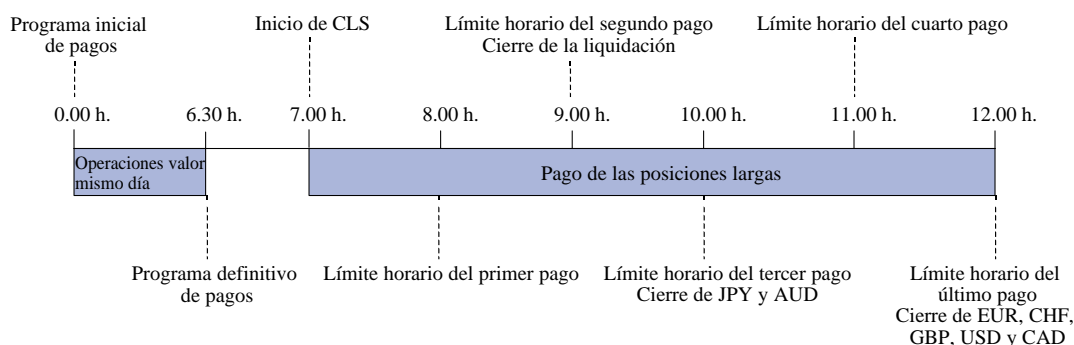 Programa inicial
de pagos
Inicio de CLS
Límite horario del segundo pago
Cierre de la liquidación
Límite horario del cuarto pago
0.00 h.
6.30 h.
7.00 h.
8.00 h.
9.00 h.
10.00 h.
11.00 h.
12.00 h.
Operaciones valor
mismo día
Pago de las posiciones largas
Programa definitivo
de pagos
Límite horario del primer pago
Límite horario del tercer pago
Cierre de JPY y AUD
Límite horario del
último pago
Cierre de EUR, CHF,
GBP, USD y CAD